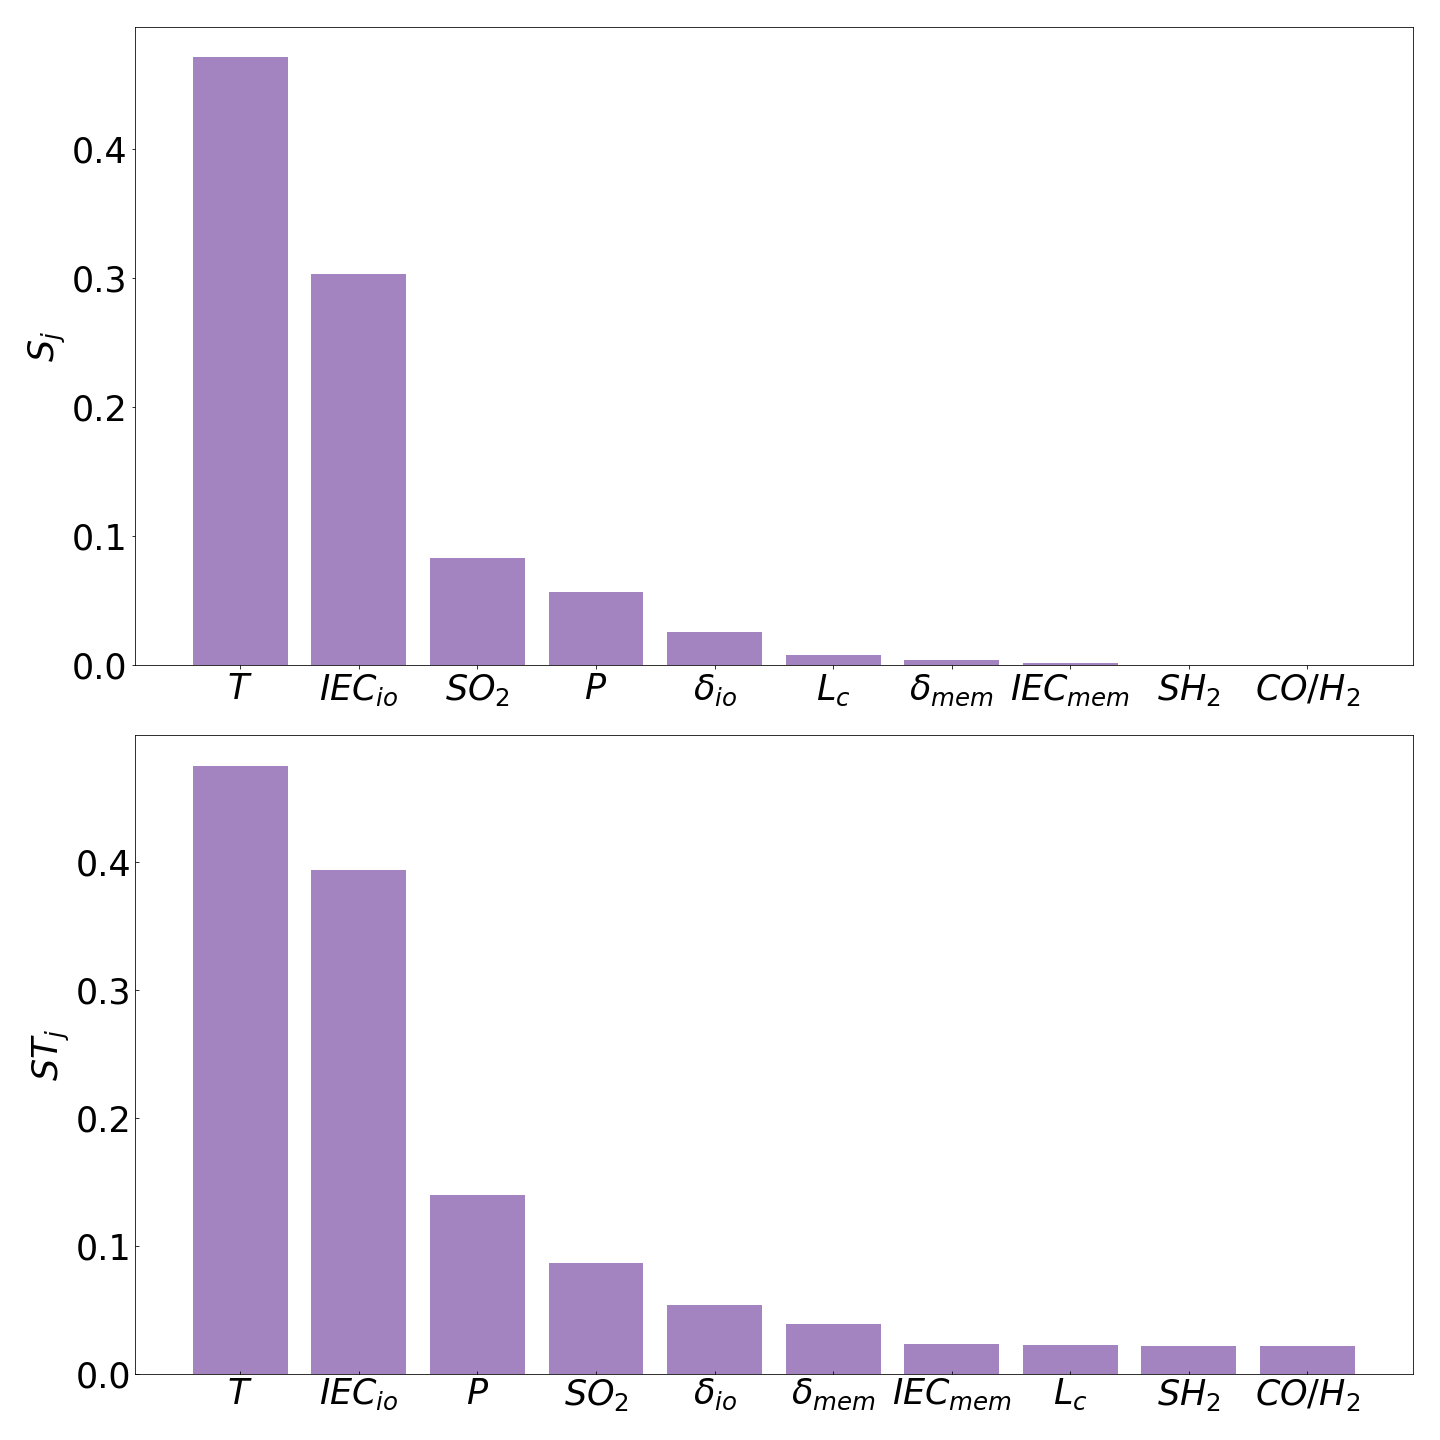 0.4
0.3
0.2
0.1
0.0
S_j
T IEC_io SO_2 P δ_io L_c δ_mem IEC_mem SH_2 CO/H_2
0.4
0.3
0.2
0.1
0.0
ST_j
T IEC_io P SO_2 δ_io δ_mem IEC_mem L_c SH_2 CO/H_2